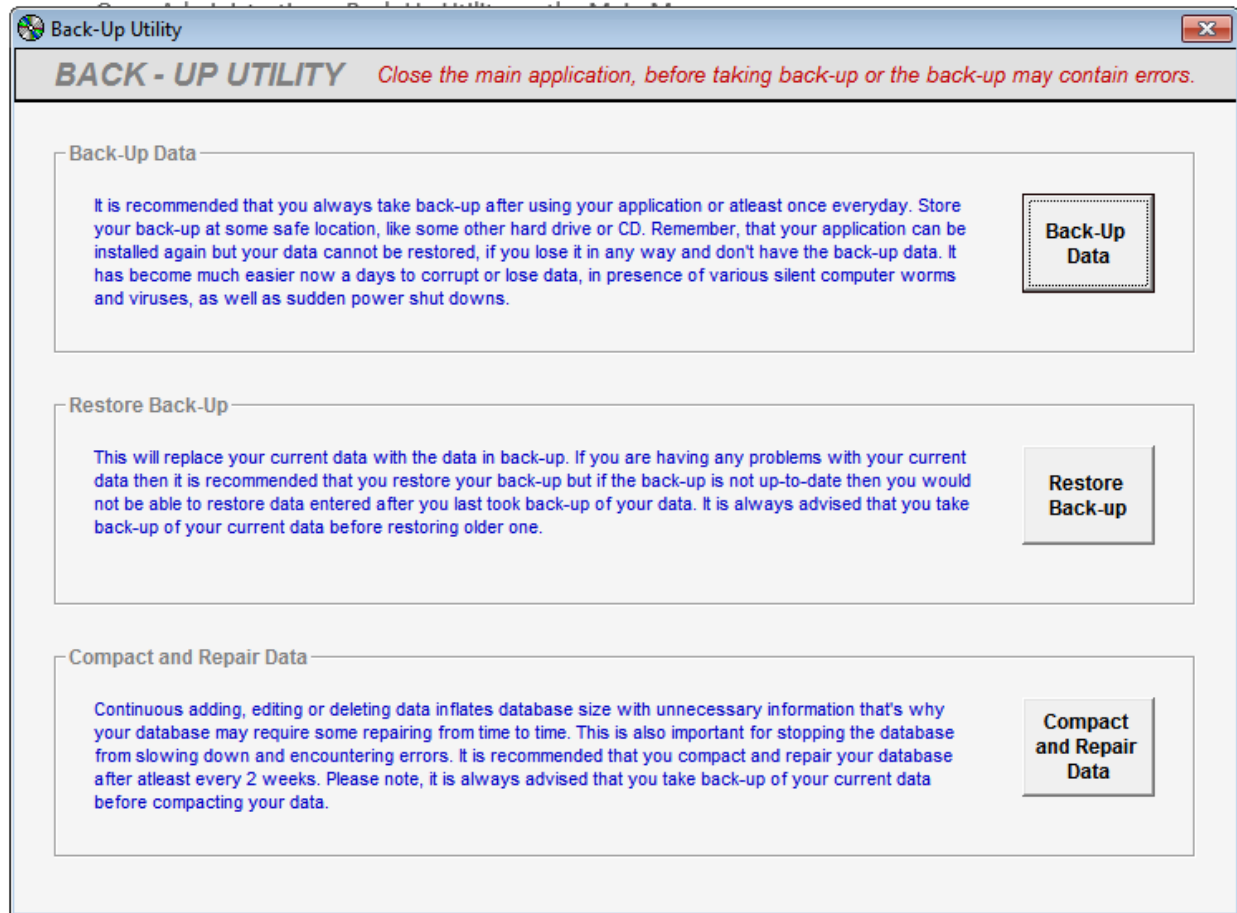 Back-Up Utility
BACK - UP UTILITY Close the main application, before taking back-up or the back-up may contain errors.
Back-Up Data
It is recommended that you always take back-up after using your application or atleast once everyday. Store
your back-up at some safe location, like some other hard drive or CD. Remember, that your application can be
installed again but your data cannot be restored, if you lose it in any way and don't have the back-up data. It
has become much easier now a days to corrupt or lose data, in presence of various silent computer worms
and viruses, as well as sudden power shut downs.
Back-Up
Data
Restore Back-Up
This will replace your current data with the data in back-up. If you are having any problems with your current
data then it is recommended that you restore your back-up but if the back-up is not up-to-date then you would
not be able to restore data entered after you last took back-up of your data. It is always advised that you take
back-up of your current data before restoring older one.
Restore
Back-up
Compact and Repair Data
Continuous adding, editing or deleting data inflates database size with unnecessary information that's why
your database may require some repairing from time to time. This is also important for stopping the database
from slowing down and encountering errors. It is recommended that you compact and repair your database
after atleast every 2 weeks. Please note, it is always advised that you take back-up of your current data
before compacting your data.
Compact
and Repair
Data